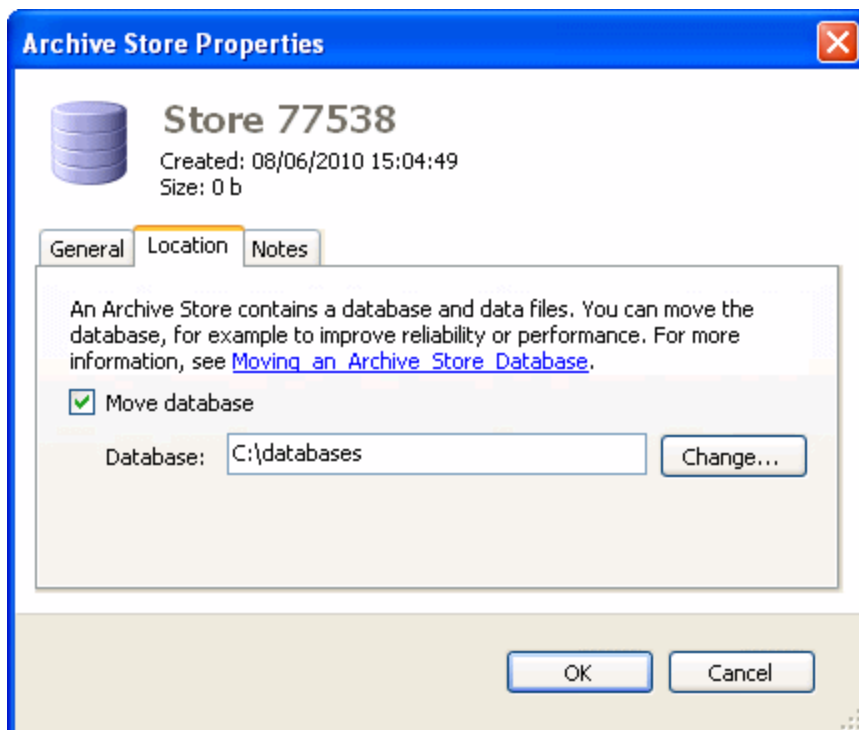 Archive Store Properties
Store 77538
Created: 08/06/2010 15:04:49
Size: 0 b
General Location Notes
An Archive Store contains a database and data files. You can move the
database, for example to improve reliability or performance. For more
information, see Moving an Archive Store Database.
Move database
Database: C:\databases Change...
OK Cancel